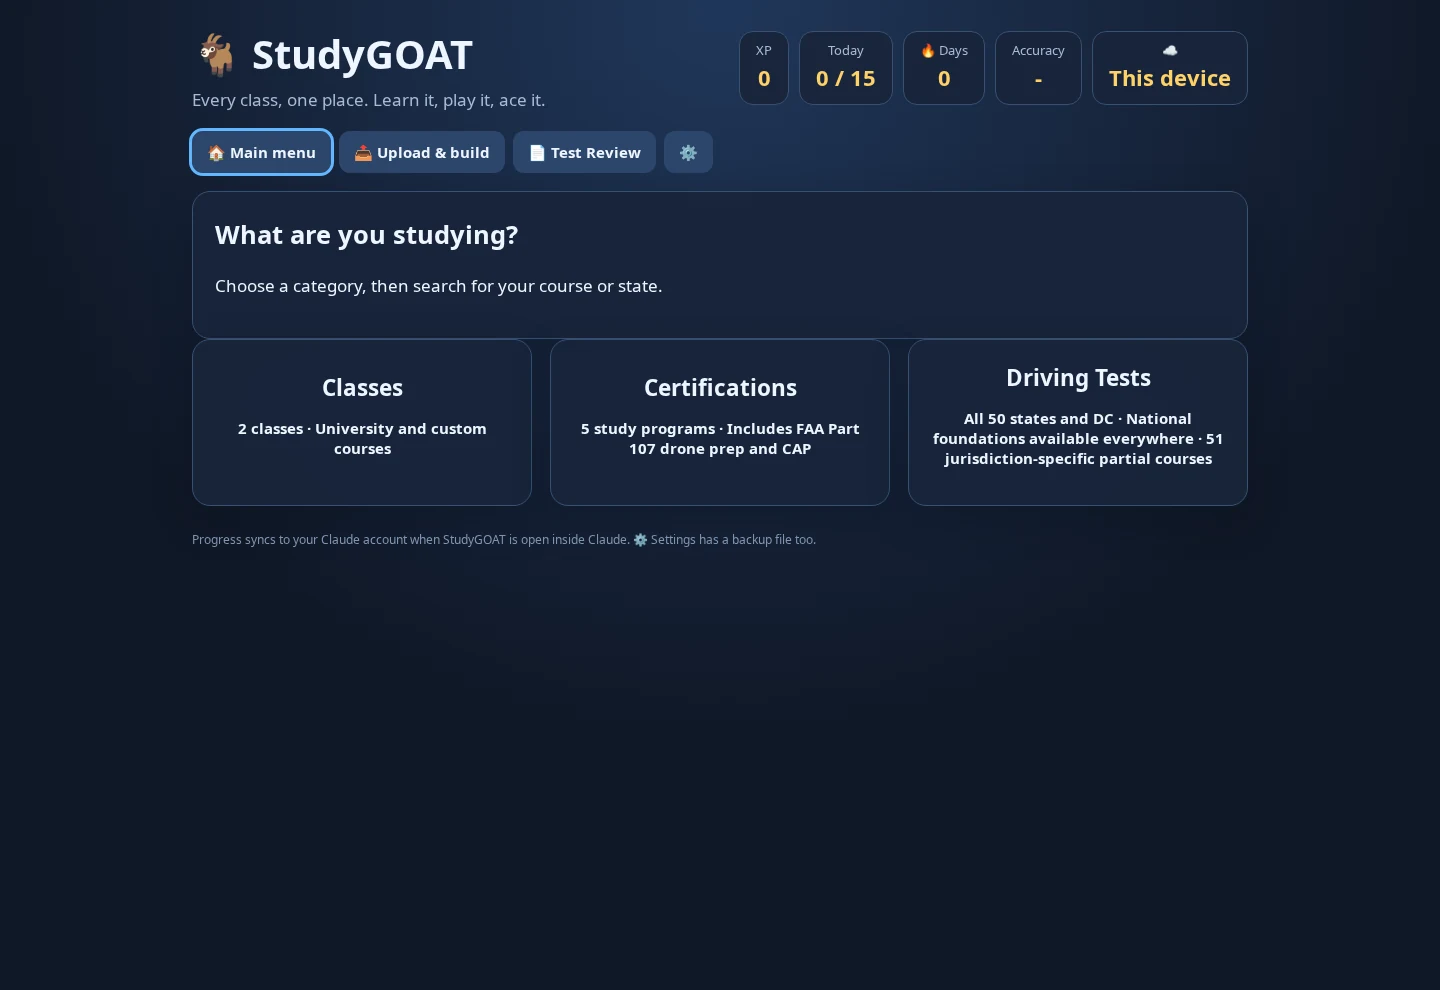 StudyGOAT
Every class, one place. Learn it, play it, ace it.
XP
0
Today
0 / 15
🔥 Days
0
Accuracy
-
☁️
This device
🏠 Main menu
📤 Upload & build
📄 Test Review
⚙️
What are you studying?
Choose a category, then search for your course or state.
Classes
2 classes · University and custom
courses
Certifications
5 study programs · Includes FAA Part
107 drone prep and CAP
Driving Tests
All 50 states and DC · National
foundations available everywhere · 51
jurisdiction-specific partial courses
Progress syncs to your Claude account when StudyGOAT is open inside Claude. ⚙️ Settings has a backup file too.